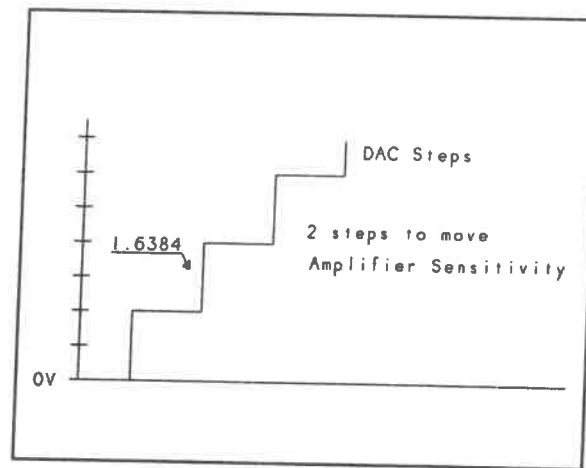 DAC Steps
1.6384
2 steps to move
Amplifier Sensitivity
0V